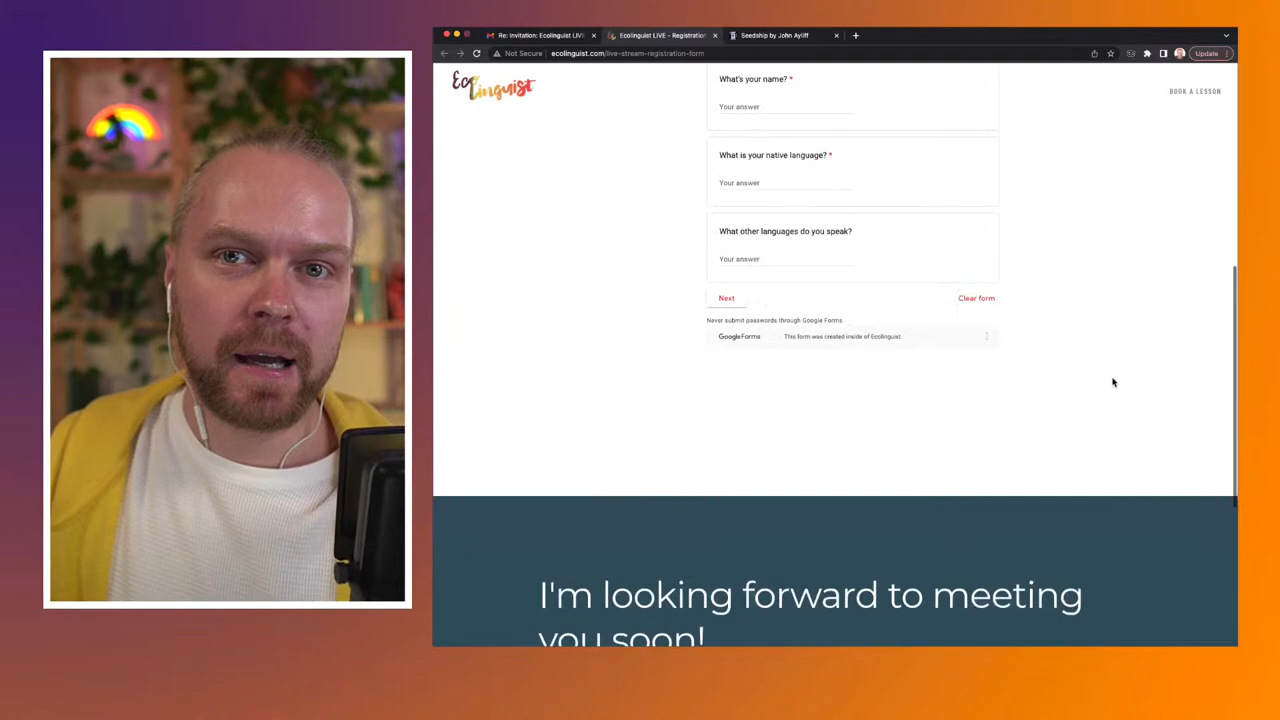 Re: Invitation: Ecolinguist LIVE
Ecolinguist LIVE - Registration
Seedship by John Ayliff
Not Secure
ecolinguist.com/live-stream-registration-form
Update
EcoLinguist
BOOK A LESSON
What's your name? *
Your answer
What is your native language? *
Your answer
What other languages do you speak?
Your answer
Next
Clear form
Never submit passwords through Google Forms.
Google Forms
This form was created inside of Ecolinguist.
I'm looking forward to meeting
you soon!